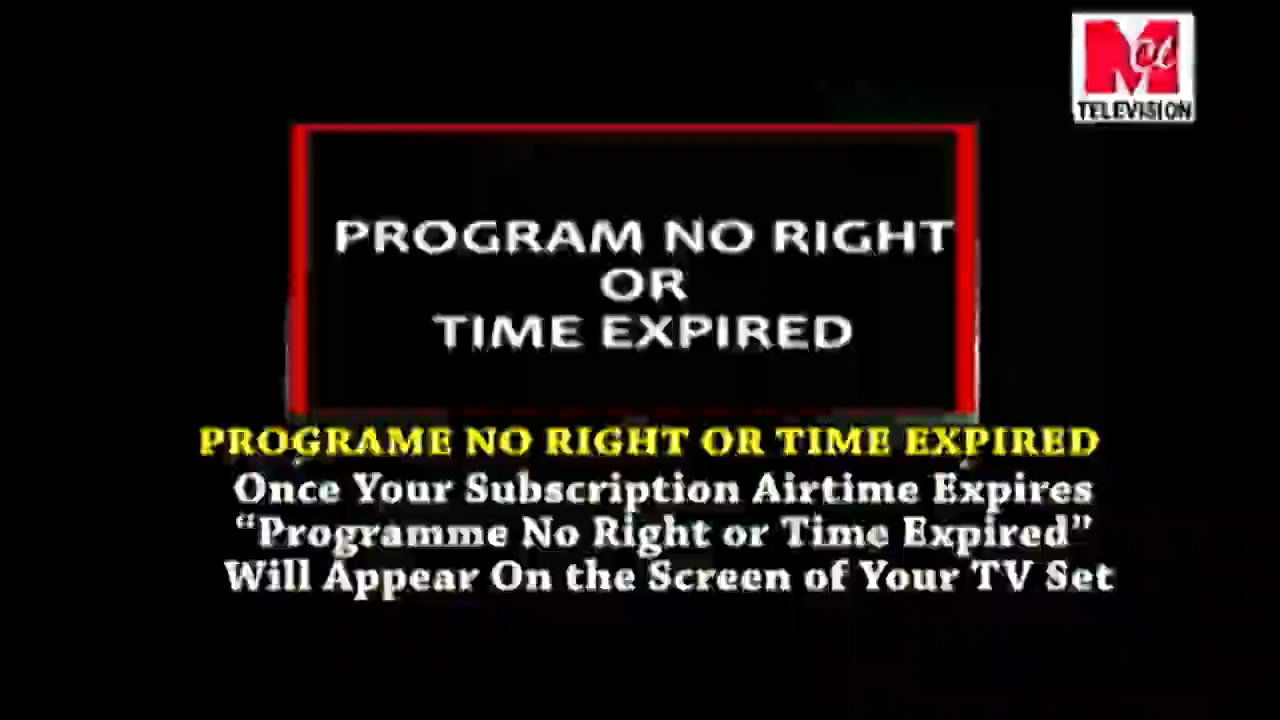 M ct
TELEVISION
PROGRAM NO RIGHT
OR
TIME EXPIRED
PROGRAME NO RIGHT OR TIME EXPIRED
Once Your Subscription Airtime Expires
“Programme No Right or Time Expired”
Will Appear On the Screen of Your TV Set